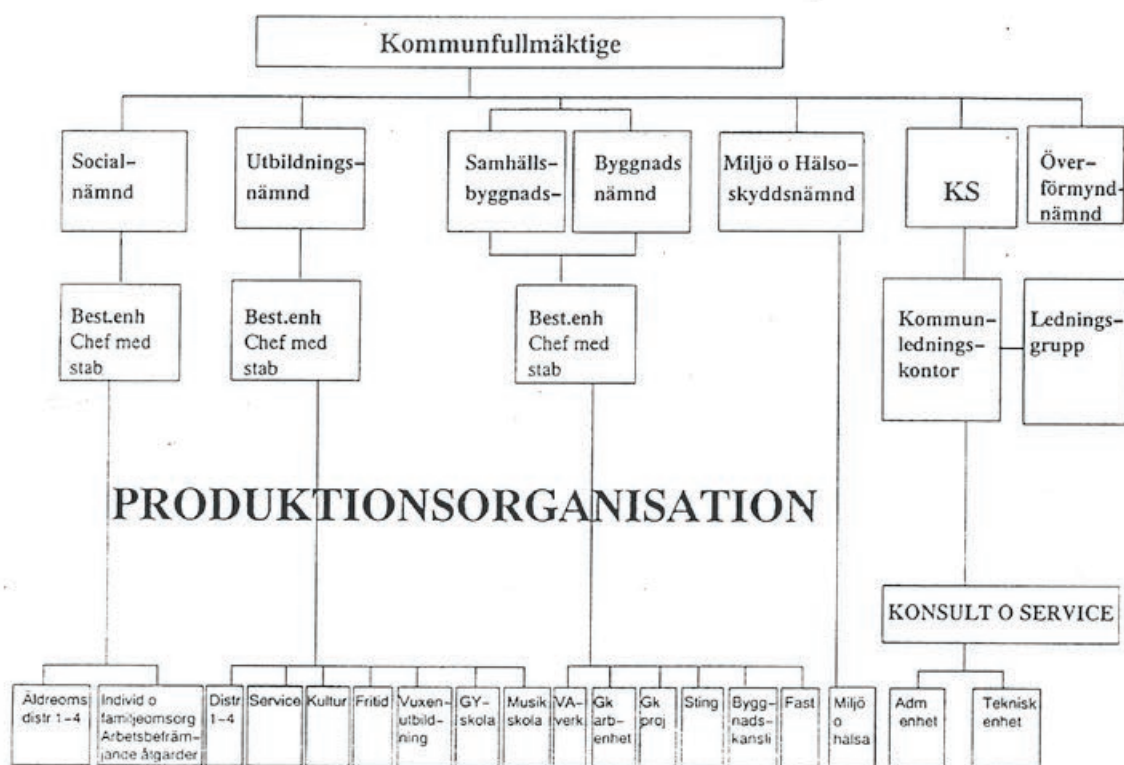 Kommunfullmäktige
Social-
nämnd
Utbildnings-
nämnd
Samhälls-
byggnads-
Byggnads
nämnd
Miljö o Hälso-
skyddsnämnd
KS
Över-
förmynd-
nämnd
Best.enh
Chef med
stab
Best.enh
Chef med
stab
Best.enh
Chef med
stab
Kommun-
lednings-
kontor
Lednings-
grupp
PRODUKTIONSORGANISATION
KONSULT O SERVICE
Äldreoms
distr 1-4
Individ o
familjeomsorg
Arbetsbefräm-
jande åtgärder
Distr
1-4
Service
Kultur
Fritid
Vuxen-
utbild-
ning
GY-
skola
Musik
skola
VA-
verk
Gk
arb-
enhet
Gk
proj
Sting
Bygg-
nads-
kansli
Fast
Miljö
o
hälsa
Adm
enhet
Teknisk
enhet